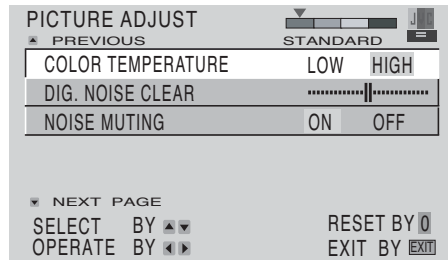 PICTURE ADJUST
PREVIOUS
STANDARD
COLOR TEMPERATURE LOW HIGH
DIG. NOISE CLEAR
NOISE MUTING ON OFF
NEXT PAGE
SELECT BY
OPERATE BY
RESET BY 0
EXIT BY EXIT